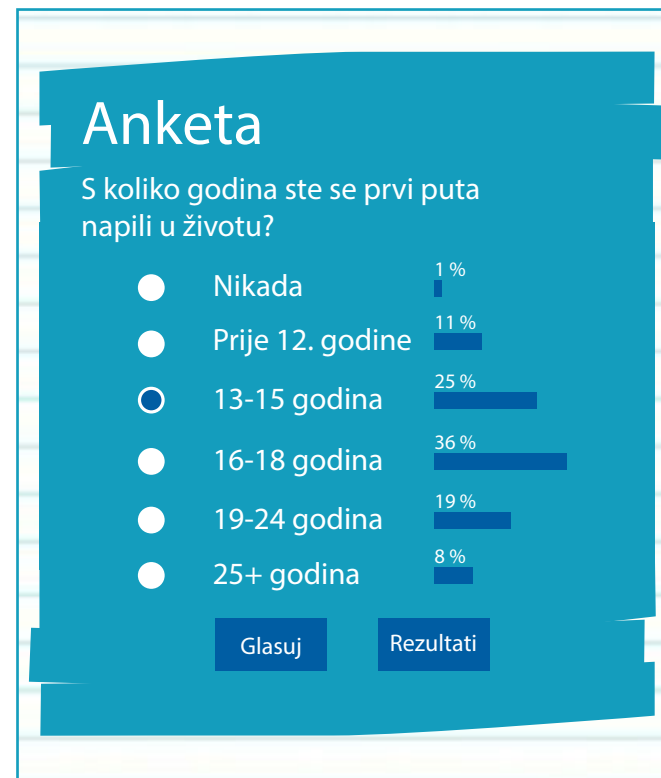 Anketa
S koliko godina ste se prvi puta
napili u životu?
Nikada 1 %
Prije 12. godine 11 %
13-15 godina 25 %
16-18 godina 36 %
19-24 godina 19 %
25+ godina 8 %
Glasuj Rezultati